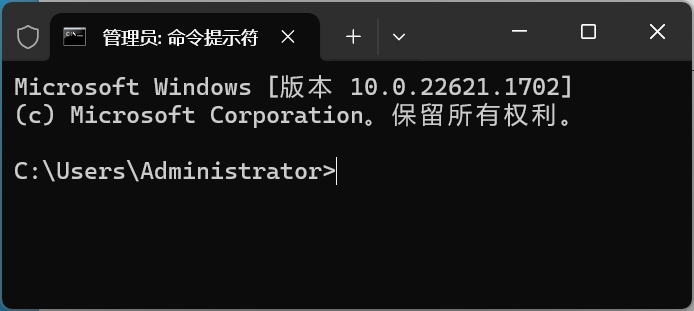 管理员: 命令提示符
Microsoft Windows [版本 10.0.22621.1702]
(c) Microsoft Corporation。保留所有权利。
C:\Users\Administrator>